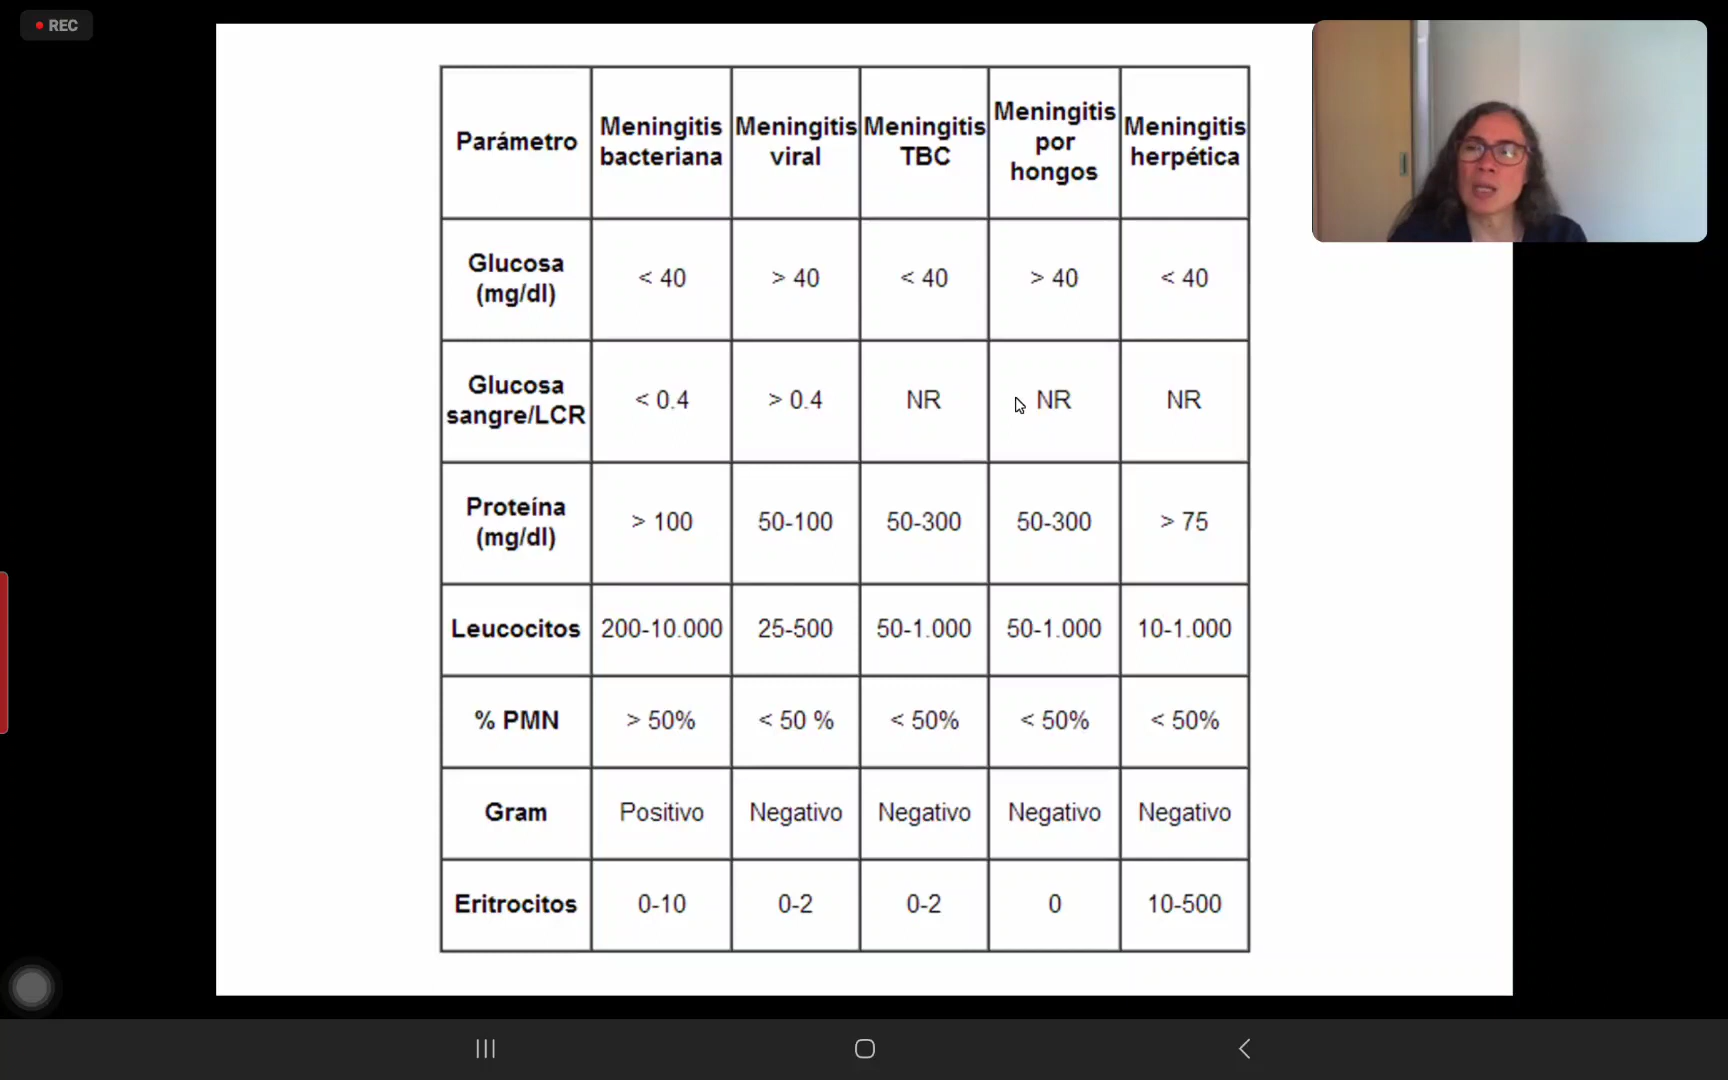 REC
Parámetro
Meningitis
bacteriana
Meningitis
viral
Meningitis
TBC
Meningitis
por
hongos
Meningitis
herpética
Glucosa
(mg/dl)
< 40
> 40
< 40
> 40
< 40
Glucosa
sangre/LCR
< 0.4
> 0.4
NR
NR
NR
Proteína
(mg/dl)
> 100
50-100
50-300
50-300
> 75
Leucocitos
200-10.000
25-500
50-1.000
50-1.000
10-1.000
% PMN
> 50%
< 50 %
< 50%
< 50%
< 50%
Gram
Positivo
Negativo
Negativo
Negativo
Negativo
Eritrocitos
0-10
0-2
0-2
0
10-500